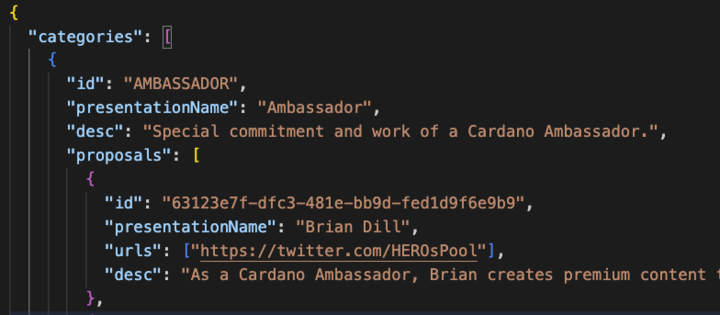 {
"categories": [
{
"id": "AMBASSADOR",
"presentationName": "Ambassador",
"desc": "Special commitment and work of a Cardano Ambassador.",
"proposals": [
{
"id": "63123e7f-dfc3-481e-bb9d-fed1d9f6e9b9",
"presentationName": "Brian Dill",
"urls": ["https://twitter.com/HEROsPool"],
"desc": "As a Cardano Ambassador, Brian creates premium content
},